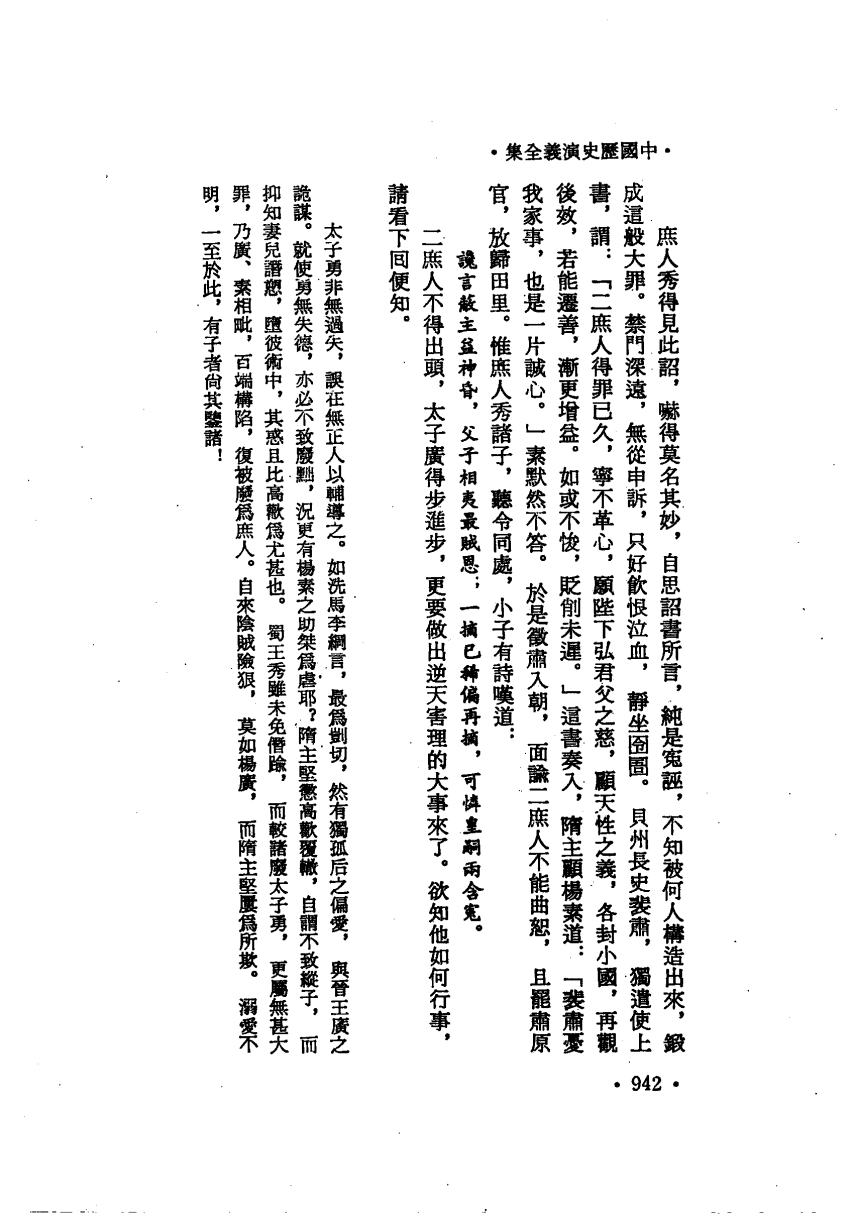 •中國歷史演義全集•
庶人秀得見此詔，嚇得莫名其妙，自思詔書所言，純是冤誣，不知被何人構造出來，鍛
成這般大罪。禁門深遠，無從申訴，只好飲恨泣血，靜坐囹圄。貝州長史裴肅，獨遣使上
書，謂：「二庶人得罪已久，寧不革心，願陛下弘君父之慈，顧天性之義，各封小國，再觀
後效，若能遷善，漸更增益。如或不悛，貶削未遲。」這書奏入，隋主顧楊素道：「裴肅憂
我家事，也是一片誠心。」素默然不答。於是徵肅入朝，面諭二庶人不能曲恕，且罷肅原
官，放歸田里。惟庶人秀諸子，聽令同處，小子有詩嘆道：
讒言蔽主益神昏，父子相夷最賊恩；一摘已稀偏再摘，可憐皇嗣兩含冤。
二庶人不得出頭，太子廣得步進步，更要做出逆天害理的大事來了。欲知他如何行事，
請看下回便知。
太子勇非無過失，誤在無正人以輔導之。如洗馬李綱言，最爲剴切，然有獨孤后之偏愛，與晉王廣之
詭謀。就使勇無失德，亦必不致廢黜，況更有楊素之助桀爲虐耶？隋主堅懲高歡覆轍，自謂不致縱子，而
抑知妻兒譖愬，墮彼術中，其惑且比高歡爲尤甚也。蜀王秀雖未免僭踰，而較諸廢太子勇，更屬無甚大
罪，乃廣、素相毗，百端構陷，復被廢爲庶人。自來陰賊險狠，莫如楊廣，而隋主堅屢爲所欺。溺愛不
明，一至於此，有子者尚其鑒諸！
•942•